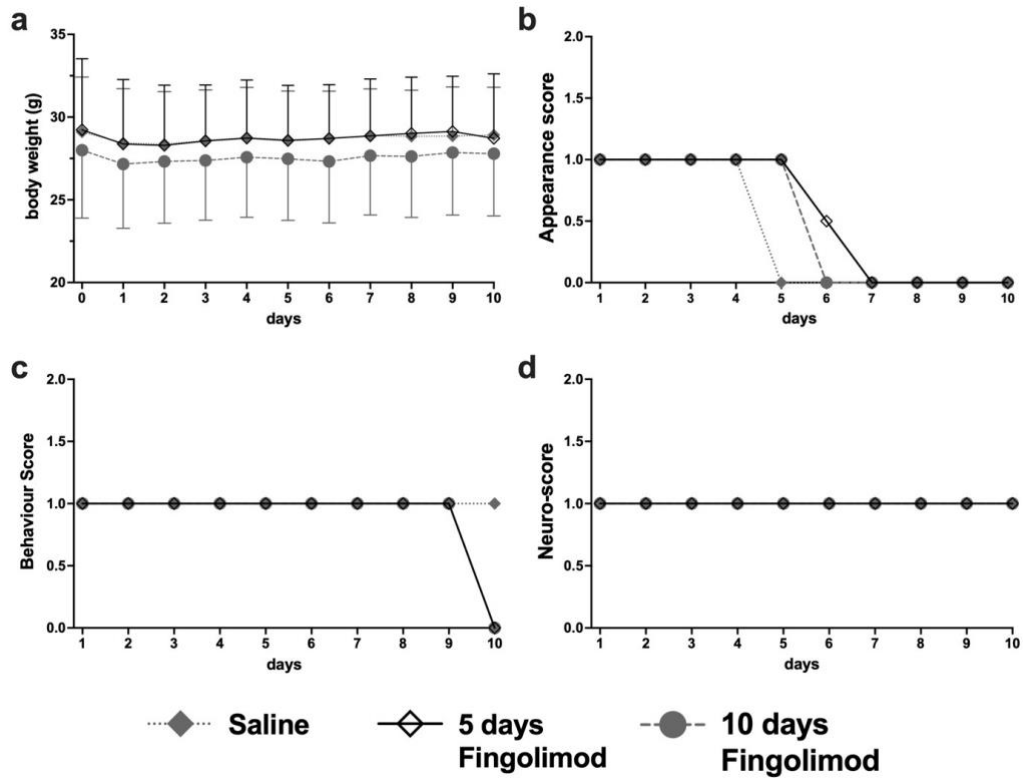 a
body weight (g)
35
30
25
20
0 1 2 3 4 5 6 7 8 9 10
days
b
Appearance score
2.0
1.5
1.0
0.5
0.0
1 2 3 4 5 6 7 8 9 10
days
c
Behaviour Score
2.0
1.5
1.0
0.5
0.0
1 2 3 4 5 6 7 8 9 10
days
d
Neuro-score
2.0
1.5
1.0
0.5
0.0
1 2 3 4 5 6 7 8 9 10
days
Saline
5 days
Fingolimod
10 days
Fingolimod